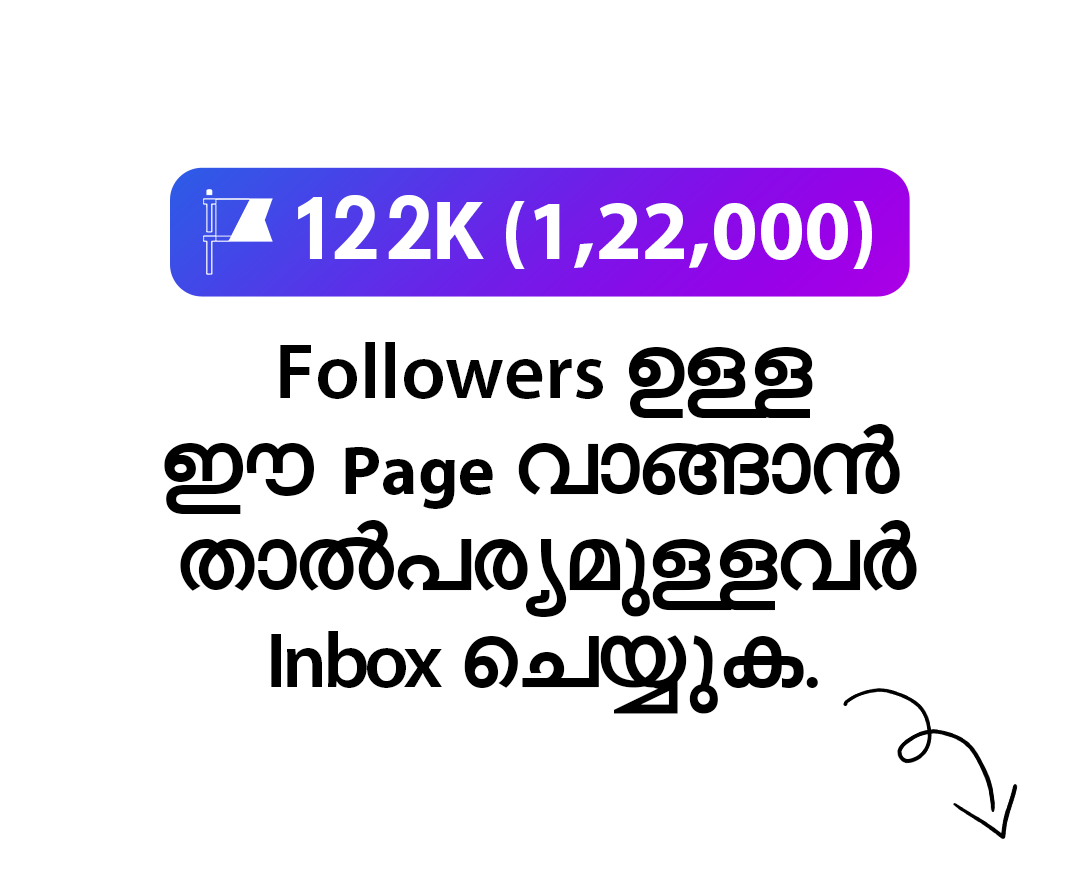 122K (1,22,000)
Followers ഉള്ള
ഈ Page വാങ്ങാൻ
താൽപര്യമുള്ളവർ
Inbox ചെയ്യുക.